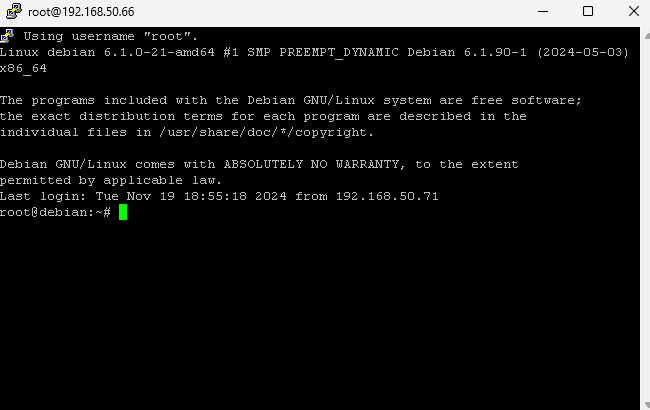 root@192.168.50.66
Using username "root".
Linux debian 6.1.0-21-amd64 #1 SMP PREEMPT_DYNAMIC Debian 6.1.90-1 (2024-05-03)
x86_64
The programs included with the Debian GNU/Linux system are free software;
the exact distribution terms for each program are described in the
individual files in /usr/share/doc/*/copyright.
Debian GNU/Linux comes with ABSOLUTELY NO WARRANTY, to the extent
permitted by applicable law.
Last login: Tue Nov 19 18:55:18 2024 from 192.168.50.71
root@debian:~#